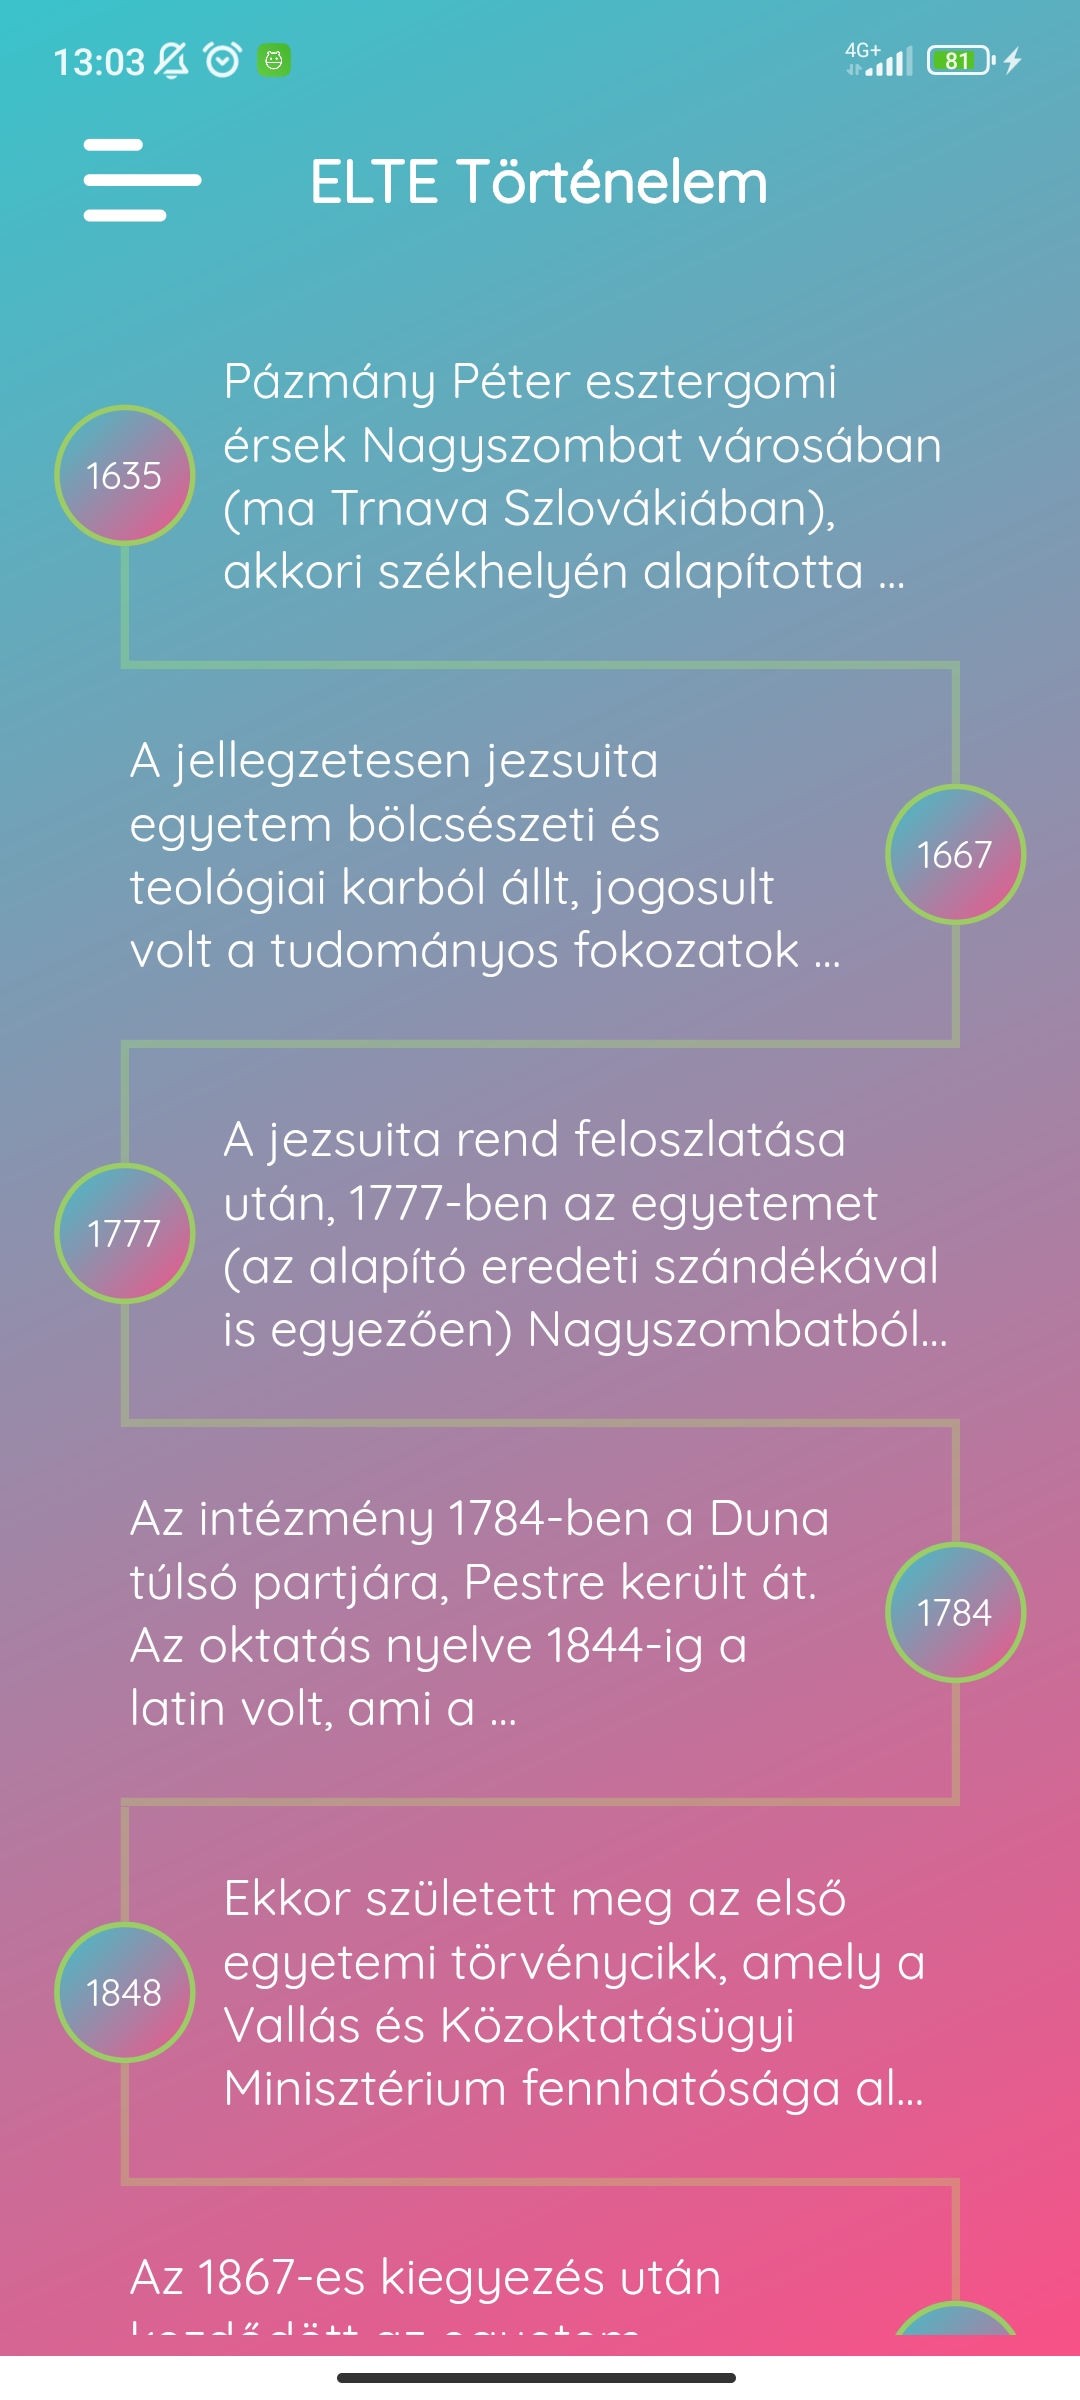 13:03
4G+
81
ELTE Történelem
1635
Pázmány Péter esztergomi
érsek Nagyszombat városában
(ma Trnava Szlovákiában),
akkori székhelyén alapította ...
A jellegzetesen jezsuita
egyetem bölcsészeti és
teológiai karból állt, jogosult
volt a tudományos fokozatok ...
1667
1777
A jezsuita rend feloszlatása
után, 1777-ben az egyetemet
(az alapító eredeti szándékával
is egyezően) Nagyszombatból...
Az intézmény 1784-ben a Duna
túlsó partjára, Pestre került át.
Az oktatás nyelve 1844-ig a
latin volt, ami a ...
1784
1848
Ekkor született meg az első
egyetemi törvénycikk, amely a
Vallás és Közoktatásügyi
Minisztérium fennhatósága al...
Az 1867-es kiegyezés után
kezdődött az egyetem